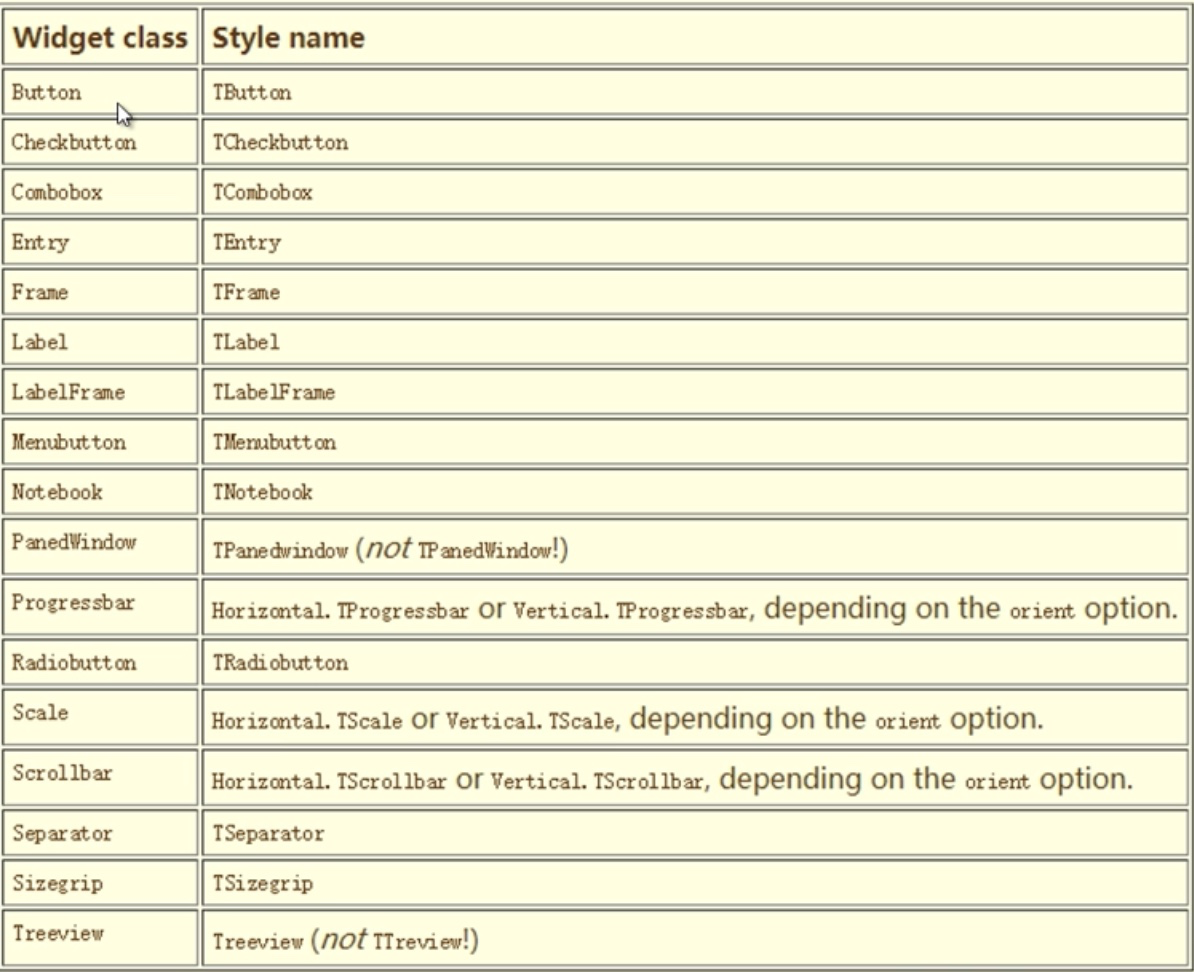 Widget class Style name
Button TButton
Checkbutton TCheckbutton
Combobox TCombobox
Entry TEntry
Frame TFrame
Label TLabel
LabelFrame TLabelFrame
Menubutton TMenubutton
Notebook TNotebook
PanedWindow TPanedwindow (not TPanedWindow!)
Progressbar Horizontal.TProgressbar or Vertical.TProgressbar, depending on the orient option.
Radiobutton TRadiobutton
Scale Horizontal.TScale or Vertical.TScale, depending on the orient option.
Scrollbar Horizontal.TScrollbar or Vertical.TScrollbar, depending on the orient option.
Separator TSeparator
Sizegrip TSizegrip
Treeview Treeview (not TTreview!)